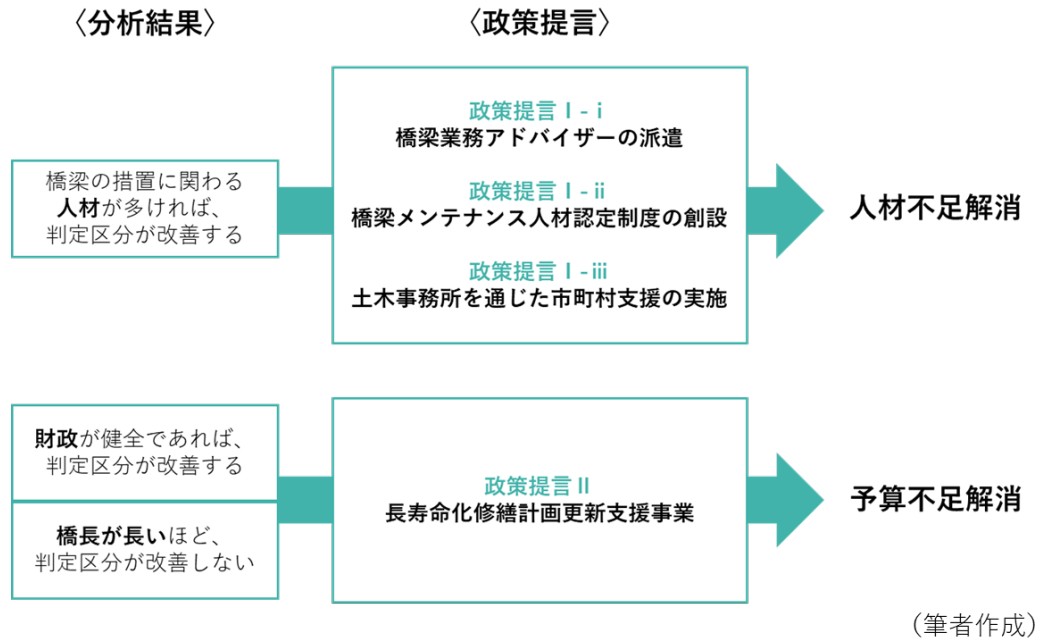 〈分析結果〉
〈政策提言〉
橋梁の措置に関わる
人材が多ければ、
判定区分が改善する
政策提言Ⅰ-ⅰ
橋梁業務アドバイザーの派遣
政策提言Ⅰ-ⅱ
橋梁メンテナンス人材認定制度の創設
政策提言Ⅰ-ⅲ
土木事務所を通じた市町村支援の実施
人材不足解消
財政が健全であれば、
判定区分が改善する
橋長が長いほど、
判定区分が改善しない
政策提言Ⅱ
長寿命化修繕計画更新支援事業
予算不足解消
（筆者作成）